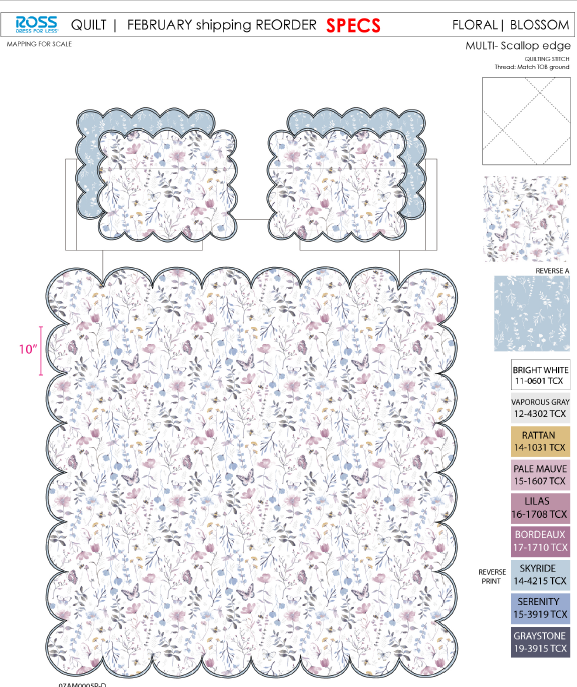 ROSS
DRESS FOR LESS
QUILT | FEBRUARY shipping REORDER SPECS
FLORAL| BLOSSOM
MAPPING FOR SCALE
MULTI- Scallop edge
QUILTING STITCH
Thread: Match TOB ground
REVERSE A
10"
BRIGHT WHITE
11-0601 TCX
VAPOROUS GRAY
12-4302 TCX
RATTAN
14-1031 TCX
PALE MAUVE
15-1607 TCX
LILAS
16-1708 TCX
BORDEAUX
17-1710 TCX
REVERSE
PRINT
SKYRIDE
14-4215 TCX
SERENITY
15-3919 TCX
GRAYSTONE
19-3915 TCX